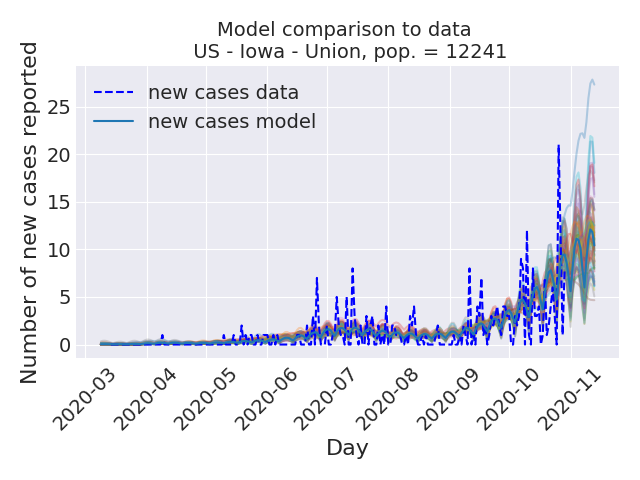 Model comparison to data
US - Iowa - Union, pop. = 12241
new cases data
new cases model
Number of new cases reported
25
20
15
10
5
0
2020-03
2020-04
2020-05
2020-06
2020-07
2020-08
2020-09
2020-10
2020-11
Day